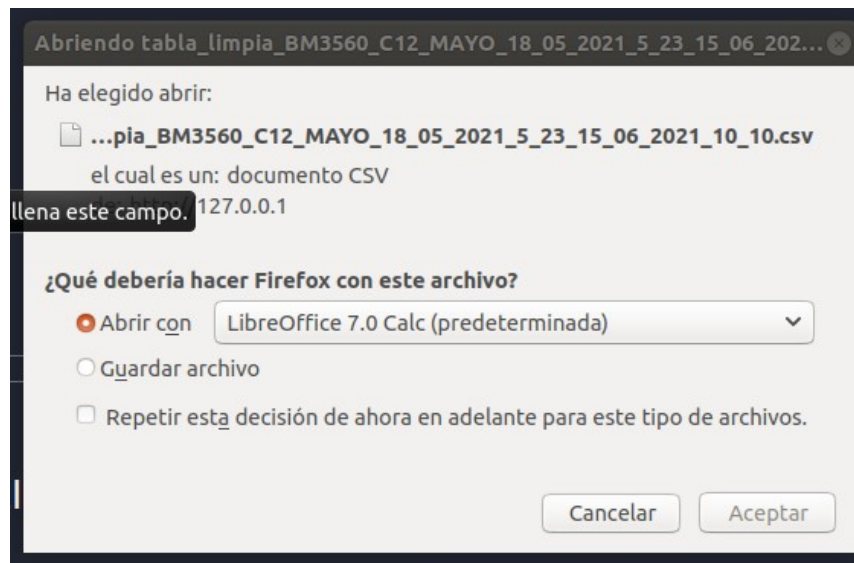 Abriendo tabla_limpia_BM3560_C12_MAYO_18_05_2021_5_23_15_06_202...
Ha elegido abrir:
...pia_BM3560_C12_MAYO_18_05_2021_5_23_15_06_2021_10_10.csv
el cual es un: documento CSV
de: http://127.0.0.1
llena este campo.
¿Qué debería hacer Firefox con este archivo?
Abrir con LibreOffice 7.0 Calc (predeterminada)
Guardar archivo
Repetir esta decisión de ahora en adelante para este tipo de archivos.
Cancelar Aceptar